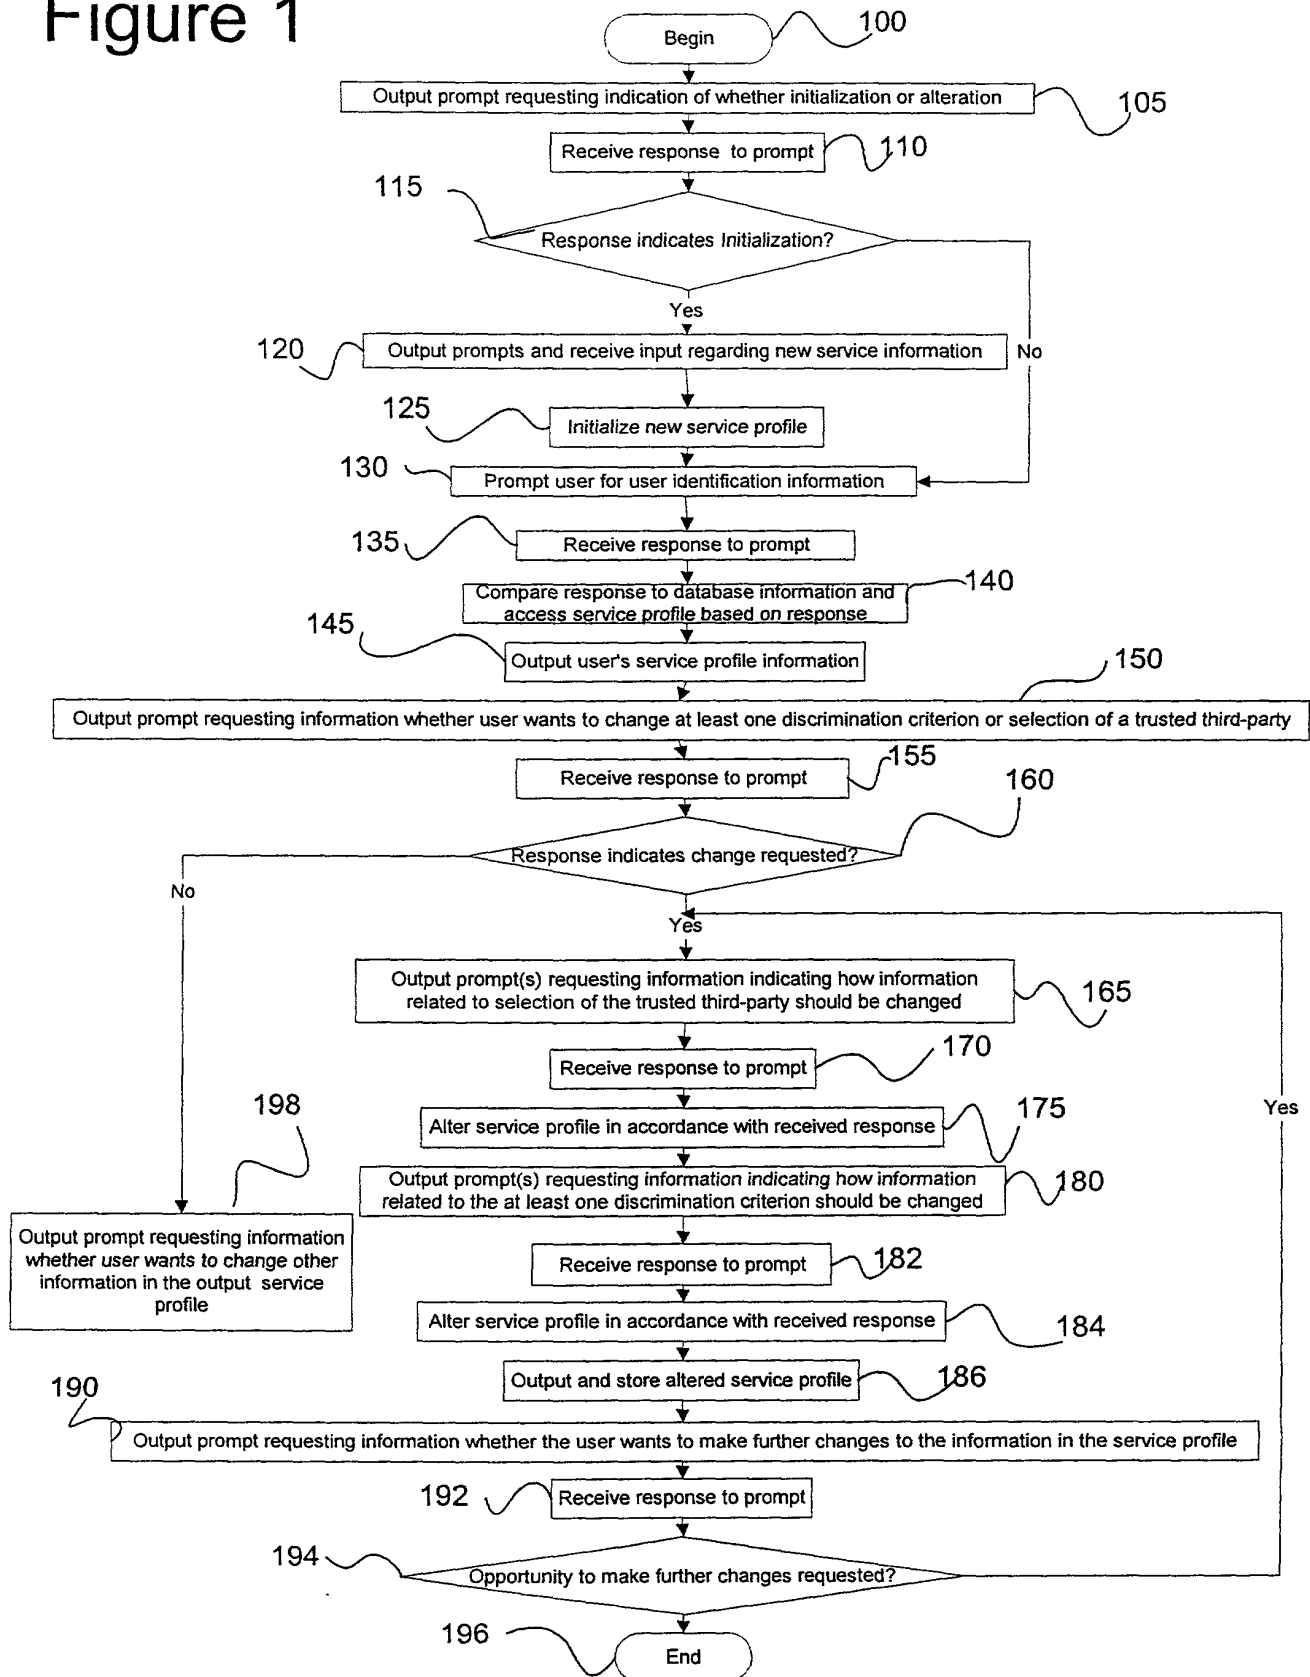 Figure 1
Begin
100
Output prompt requesting indication of whether initialization or alteration
105
Receive response to prompt
110
115
Response indicates Initialization?
Yes
120
Output prompts and receive input regarding new service information
No
125
Initialize new service profile
130
Prompt user for user identification information
135
Receive response to prompt
140
Compare response to database information and
access service profile based on response
145
Output user's service profile information
150
Output prompt requesting information whether user wants to change at least one discrimination criterion or selection of a trusted third-party
155
Receive response to prompt
160
Response indicates change requested?
No
Yes
Output prompt(s) requesting information indicating how information
related to selection of the trusted third-party should be changed
165
170
Receive response to prompt
175
Yes
Alter service profile in accordance with received response
198
Output prompt(s) requesting information indicating how information
related to the at least one discrimination criterion should be changed
180
Output prompt requesting information
whether user wants to change other
information in the output service
profile
Receive response to prompt
182
Alter service profile in accordance with received response
184
Output and store altered service profile
186
190
Output prompt requesting information whether the user wants to make further changes to the information in the service profile
192
Receive response to prompt
194
Opportunity to make further changes requested?
196
End